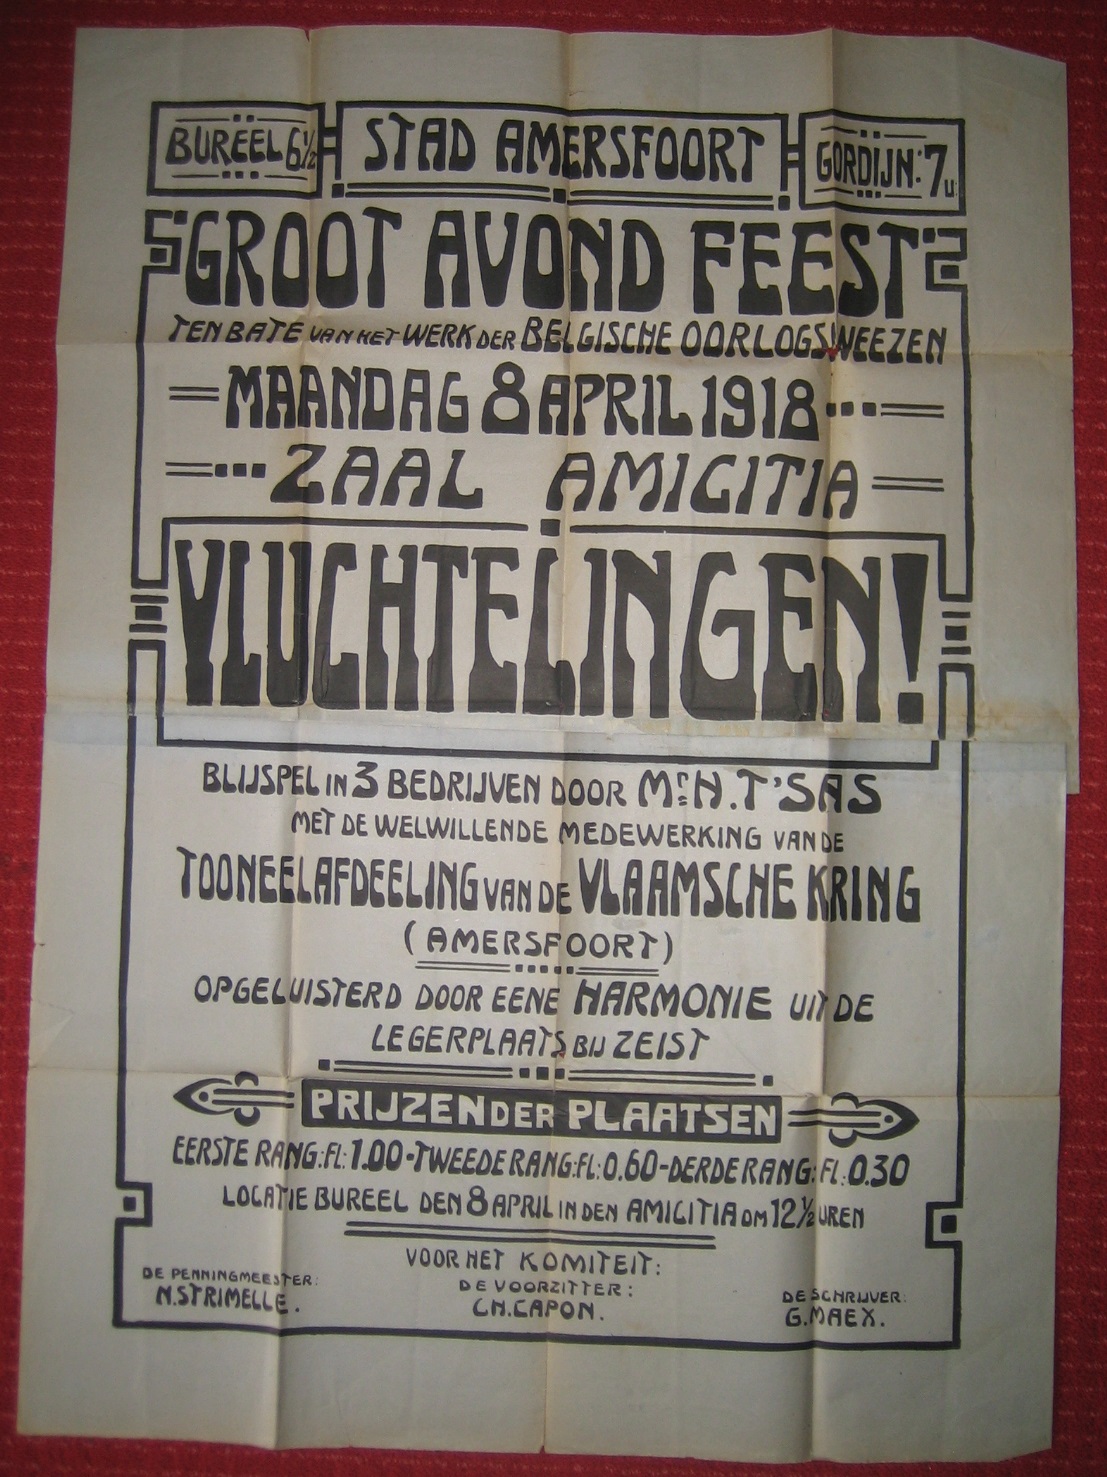 BUREEL 6½
STAD AMERSFOORT
GORDIJN: 7u.
GROOT AVOND FEEST
TEN BATE VAN HET WERK DER BELGISCHE OORLOGSWEEZEN
MAANDAG 8 APRIL 1918
ZAAL AMICITIA
VLUCHTELINGEN!
BLIJSPEL IN 3 BEDRIJVEN DOOR Mr H. T'SAS
MET DE WELWILLENDE MEDEWERKING VAN DE
TOONEELAFDEELING VAN DE VLAAMSCHE KRING
(AMERSFOORT)
OPGELUISTERD DOOR EENE HARMONIE UIT DE
LEGERPLAATS BIJ ZEIST
PRIJZEN DER PLAATSEN
EERSTE RANG: FL: 1.00 - TWEEDE RANG: FL: 0.60 - DERDE RANG: FL: 0.30
LOCATIE BUREEL DEN 8 APRIL IN DEN AMICITIA OM 12½ UREN
VOOR HET KOMITEIT:
DE PENNINGMEESTER:
N. STRIMELLE.
DE VOORZITTER:
CH. CAPON.
DE SCHRIJVER:
G. MAEX.